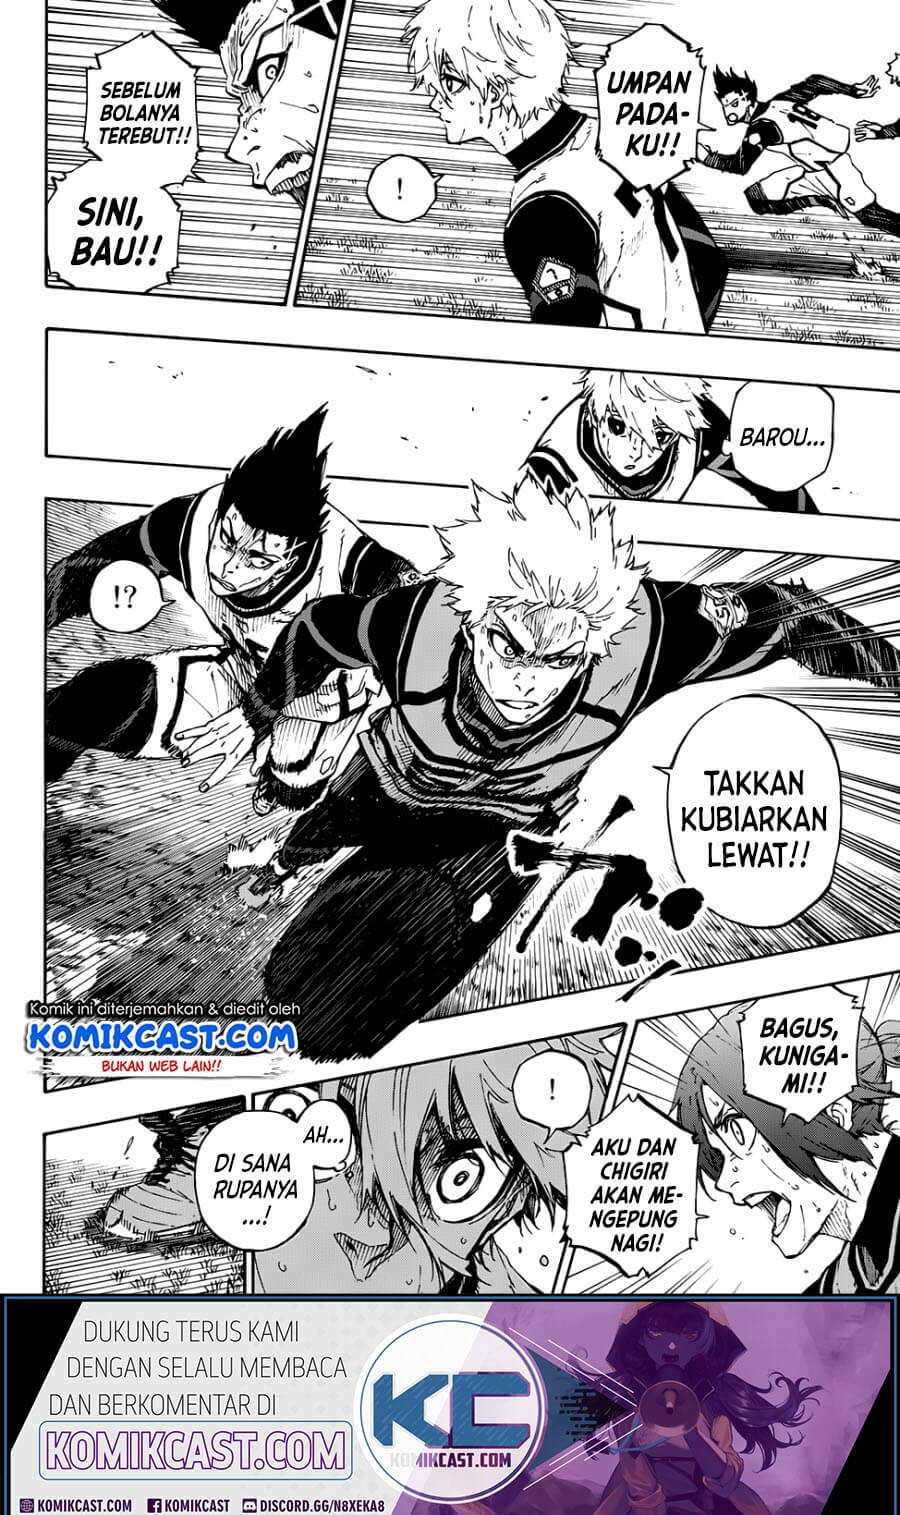 UMPAN
PADA-
KU!!
!
SEBELUM
BOLANYA
TEREBUT!!
SINI,
BAU!!
BAROU...
!?
TAKKAN
KUBIARKAN
LEWAT!!
Komik ini diterjemahkan & diedit oleh
KOMIKCAST.COM
BUKAN WEB LAIN!!
BAGUS,
KUNIGA-
MI!!
AKU DAN
CHIGIRI
AKAN ME-
NGEPUNG
NAGI!
!
AH...
DI SANA
RUPANYA
....!
DUKUNG TERUS KAMI
DENGAN SELALU MEMBACA
DAN BERKOMENTAR DI
KOMIKCAST.COM
KC
KOMIKCAST.COM
KOMIKCAST.COM
KOMIKCAST
DISCORD.GG/N8XEKA8